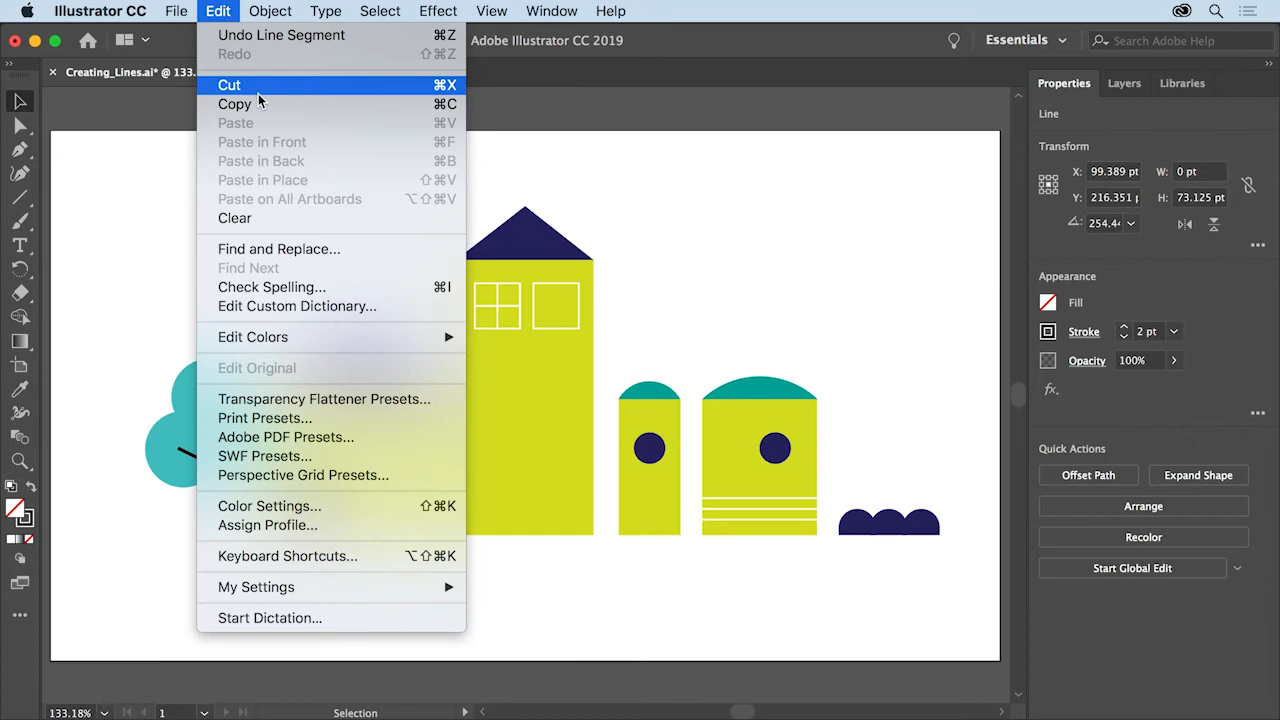 Illustrator CC File Edit Object Type Select Effect View Window Help
Adobe Illustrator CC 2019
Essentials
Search Adobe Help
Creating_Lines.ai* @ 133.
Undo Line Segment ⌘Z
Redo ⇧⌘Z
Cut ⌘X
Copy ⌘C
Paste ⌘V
Paste in Front ⌘F
Paste in Back ⌘B
Paste in Place ⇧⌘V
Paste on All Artboards ⌥⇧⌘V
Clear
Find and Replace...
Find Next
Check Spelling... ⌘I
Edit Custom Dictionary...
Edit Colors
Edit Original
Transparency Flattener Presets...
Print Presets...
Adobe PDF Presets...
SWF Presets...
Perspective Grid Presets...
Color Settings... ⇧⌘K
Assign Profile...
Keyboard Shortcuts... ⌥⇧⌘K
My Settings
Start Dictation...
Properties Layers Libraries
Line
Transform
X: 99.389 pt W: 0 pt
Y: 216.351 p H: 73.125 pt
254.44
Appearance
Fill
Stroke 2 pt
Opacity 100%
fx.
Quick Actions
Offset Path Expand Shape
Arrange
Recolor
Start Global Edit
133.18% 1 Selection